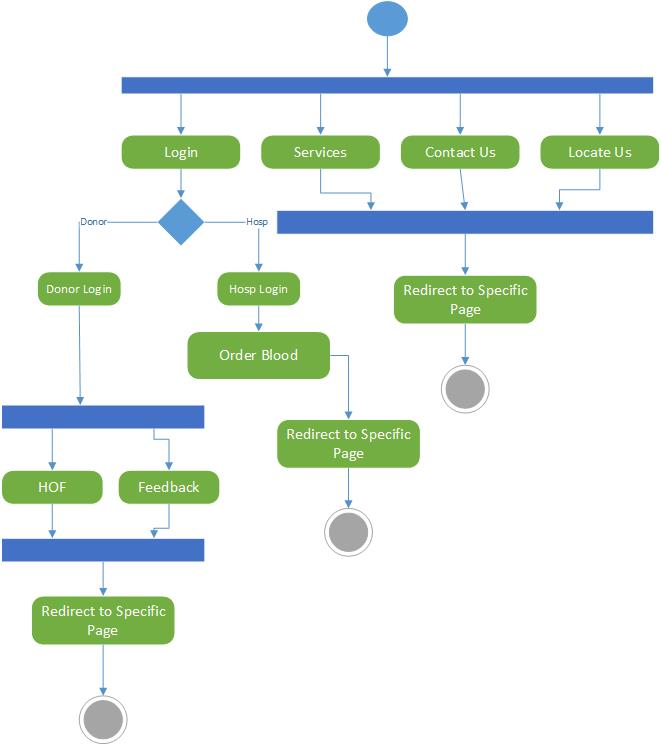 Login
Services
Contact Us
Locate Us
Donor
Hosp
Donor Login
Hosp Login
Redirect to Specific
Page
Order Blood
Redirect to Specific
Page
HOF
Feedback
Redirect to Specific
Page